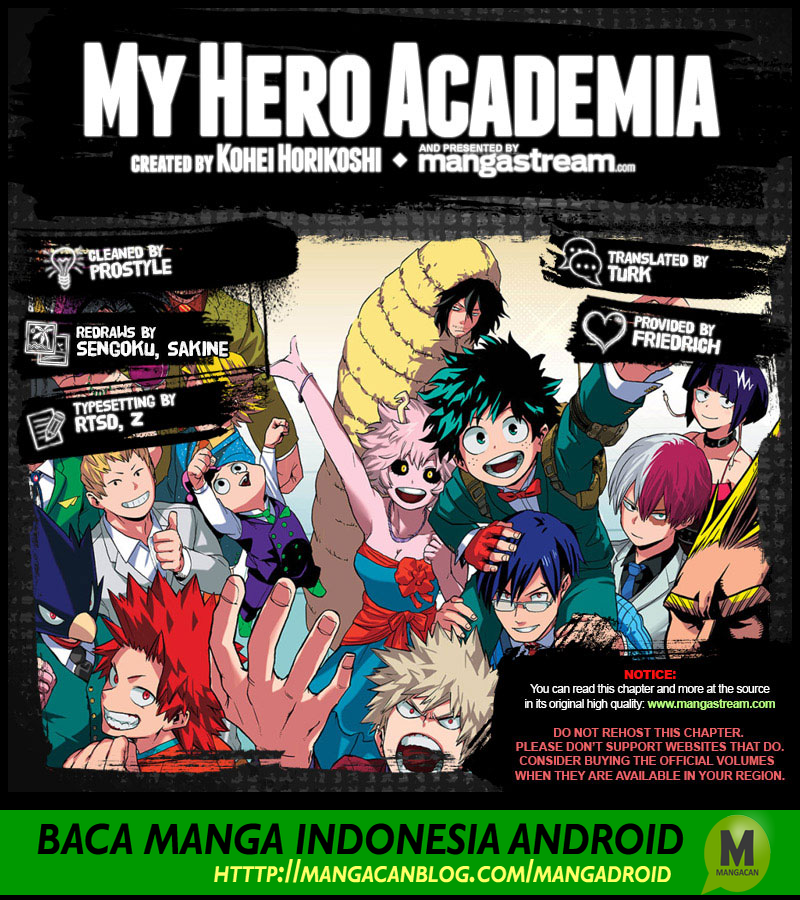 MY HERO ACADEMIA
CREATED BY KOHEI HORIKOSHI ◆ AND PRESENTED BY mangastream.com
CLEANED BY
PROSTYLE
TRANSLATED BY
TURK
REDRAWS BY
SENGOKU, SAKINE
PROVIDED BY
FRIEDRICH
TYPESETTING BY
RTSD, Z
NOTICE:
You can read this chapter and more at the source
in its original high quality: www.mangastream.com
DO NOT REHOST THIS CHAPTER.
PLEASE DON'T SUPPORT WEBSITES THAT DO.
CONSIDER BUYING THE OFFICIAL VOLUMES
WHEN THEY ARE AVAILABLE IN YOUR REGION.
BACA MANGA INDONESIA ANDROID
HTTTP://MANGACANBLOG.COM/MANGADROID
M
MANGACAN